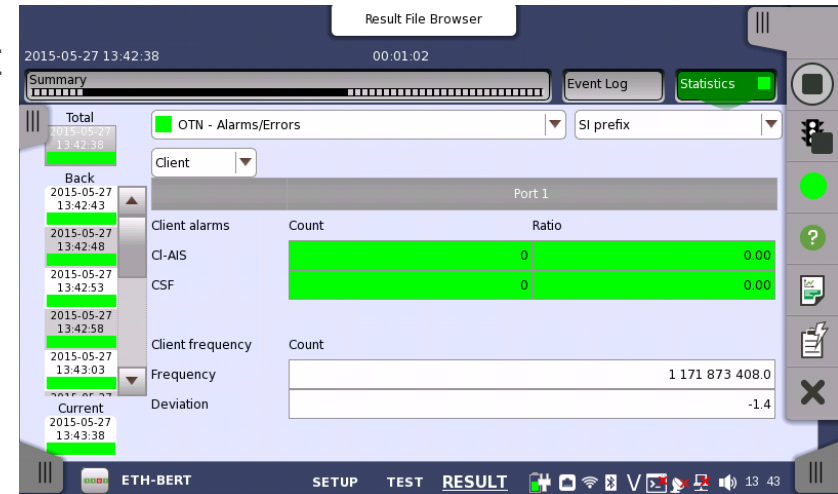 Result File Browser
2015-05-27 13:42:38 00:01:02
Summary Event Log Statistics
Total OTN - Alarms/Errors SI prefix
2015-05-27
13:42:38
Client
Back
2015-05-27
13:42:43
Port 1
2015-05-27
13:42:48
Client alarms Count Ratio
Cl-AIS 0 0.00
2015-05-27
13:42:53
CSF 0 0.00
2015-05-27
13:42:58
Client frequency Count
2015-05-27
13:43:03
Frequency 1 171 873 408.0
Deviation -1.4
Current
2015-05-27
13:43:38
ETH-BERT SETUP TEST RESULT 13 43